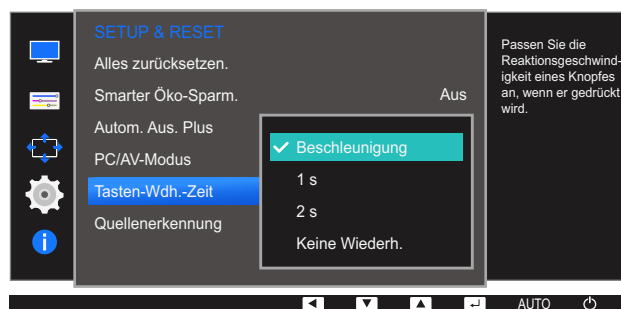 SETUP & RESET
Alles zurücksetzen.
Smarter Öko-Sparm. Aus
Autom. Aus. Plus
PC/AV-Modus
Tasten-Wdh.-Zeit
Quellenerkennung
Beschleunigung
1 s
2 s
Keine Wiederh.
Passen Sie die
Reaktionsgeschwind-
igkeit eines Knopfes
an, wenn er gedrückt
wird.
AUTO